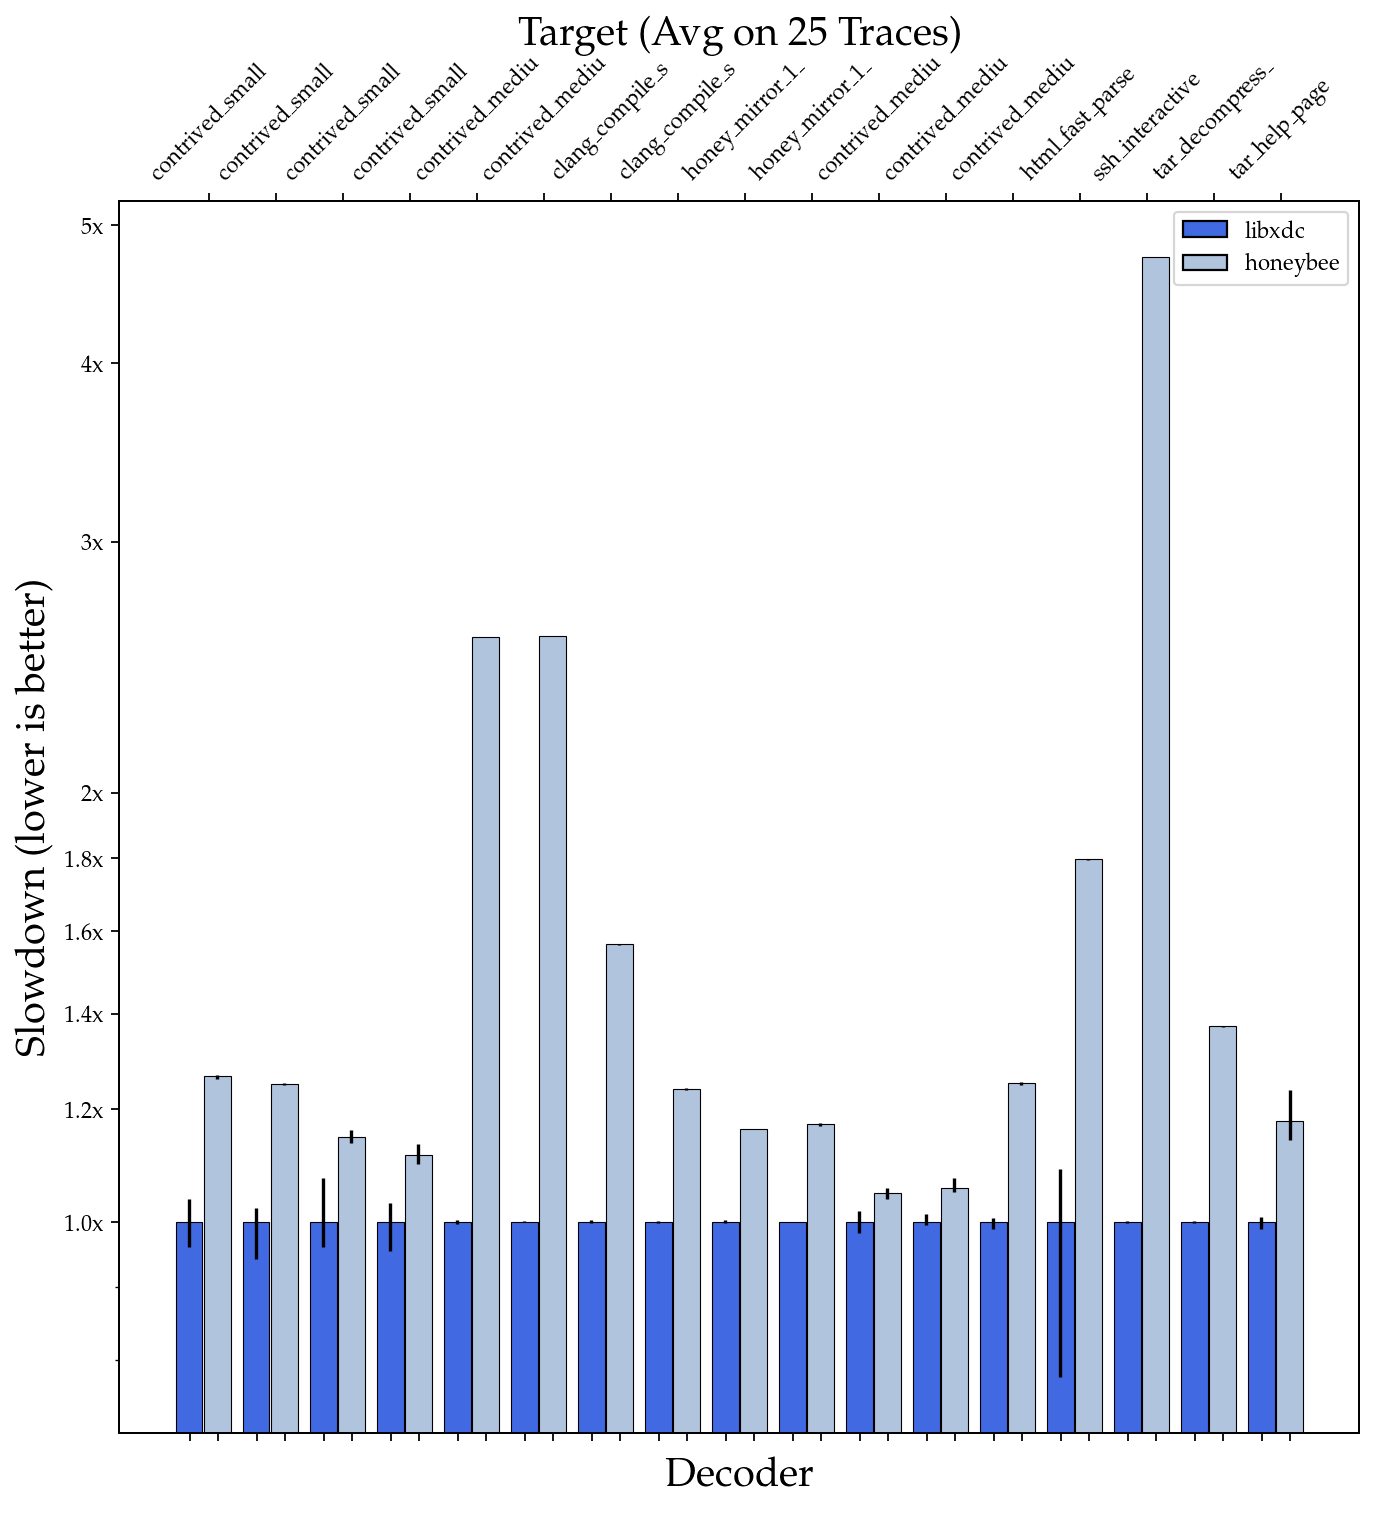 Target (Avg on 25 Traces)
contrived_small
contrived_small
contrived_small
contrived_small
contrived_mediu
contrived_mediu
clang_compile_s
clang_compile_s
honey_mirror_1_
honey_mirror_1_
contrived_mediu
contrived_mediu
contrived_mediu
html_fast_parse
ssh_interactive
tar_decompress_
tar_help_page
libxdc
honeybee
5x
4x
3x
2x
1.8x
1.6x
1.4x
1.2x
1.0x
Slowdown (lower is better)
Decoder